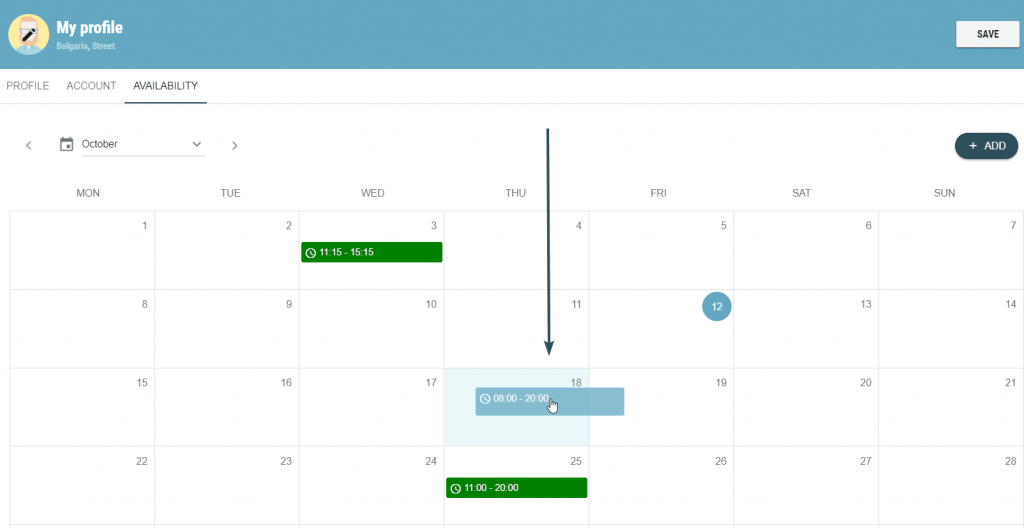 My profile
Bulgaria, Street
SAVE
PROFILE ACCOUNT AVAILABILITY
October
+ ADD
MON TUE WED THU FRI SAT SUN
1 2 3 4 5 6 7
11:15 - 15:15
8 9 10 11 12 13 14
15 16 17 18 19 20 21
08:00 - 20:00
22 23 24 25 26 27 28
11:00 - 20:00